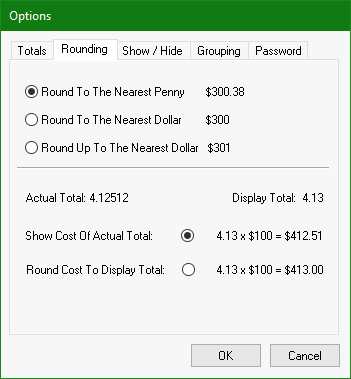 Options
Totals Rounding Show / Hide Grouping Password
Round To The Nearest Penny $300.38
Round To The Nearest Dollar $300
Round Up To The Nearest Dollar $301
Actual Total: 4.12512 Display Total: 4.13
Show Cost Of Actual Total: 4.13 x $100 = $412.51
Round Cost To Display Total: 4.13 x $100 = $413.00
OK Cancel